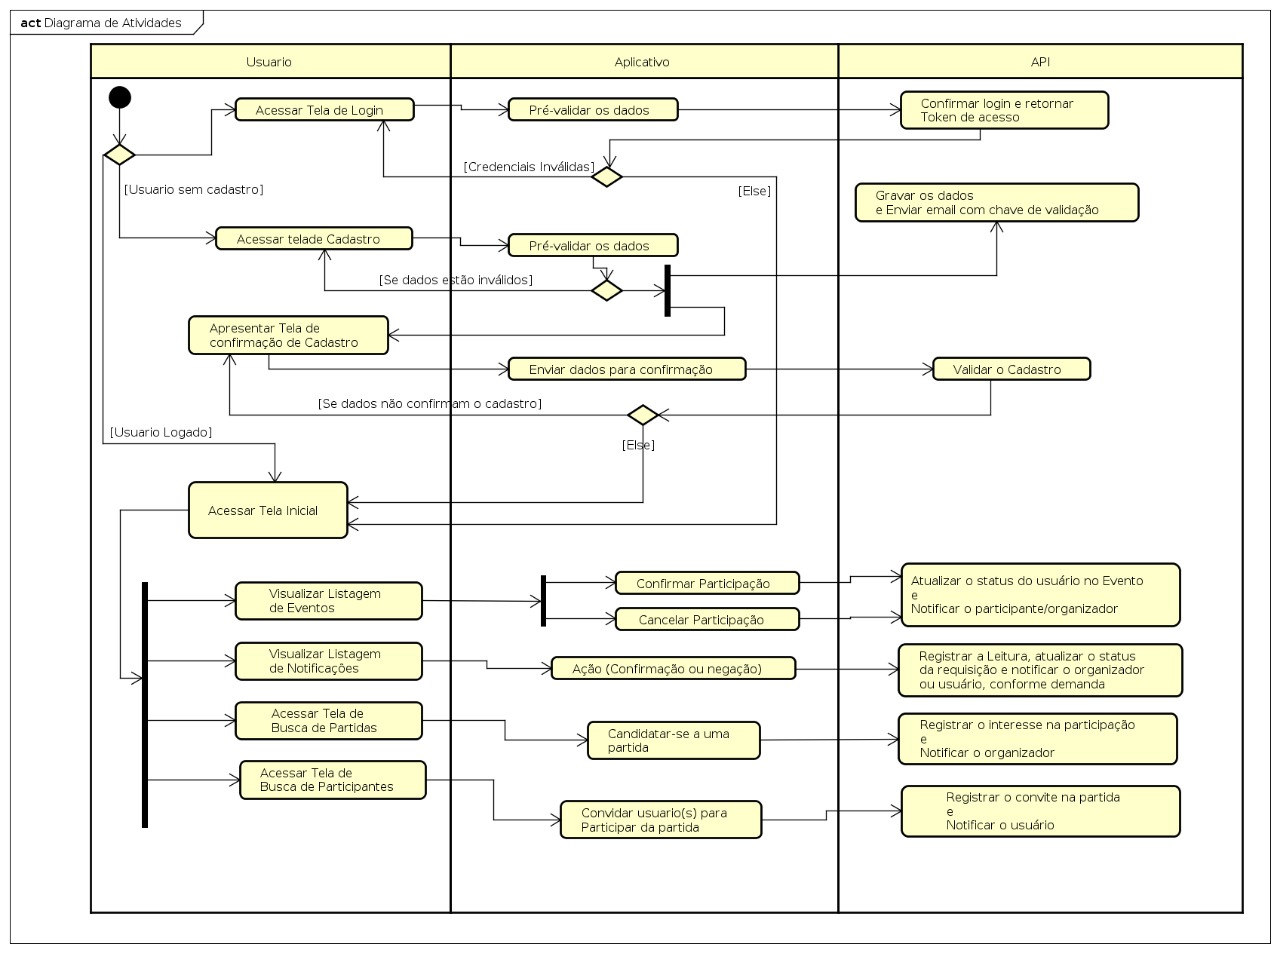 act Diagrama de Atividades
Usuario
Aplicativo
API
Acessar Tela de Login
Pré-validar os dados
Confirmar login e retornar
Token de acesso
[Credenciais Inválidas]
[Else]
[Usuario sem cadastro]
Gravar os dados
e Enviar email com chave de validação
Acessar telade Cadastro
Pré-validar os dados
[Se dados estão inválidos]
Apresentar Tela de
confirmação de Cadastro
Enviar dados para confirmação
Validar o Cadastro
[Se dados não confirmam o cadastro]
[Usuario Logado]
[Else]
Acessar Tela Inicial
Visualizar Listagem
de Eventos
Confirmar Participação
Cancelar Participação
Atualizar o status do usuário no Evento
e
Notificar o participante/organizador
Visualizar Listagem
de Notificações
Ação (Confirmação ou negação)
Registrar a Leitura, atualizar o status
da requisição e notificar o organizador
ou usuário, conforme demanda
Acessar Tela de
Busca de Partidas
Candidatar-se a uma
partida
Registrar o interesse na participação
e
Notificar o organizador
Acessar Tela de
Busca de Participantes
Convidar usuario(s) para
Participar da partida
Registrar o convite na partida
e
Notificar o usuário